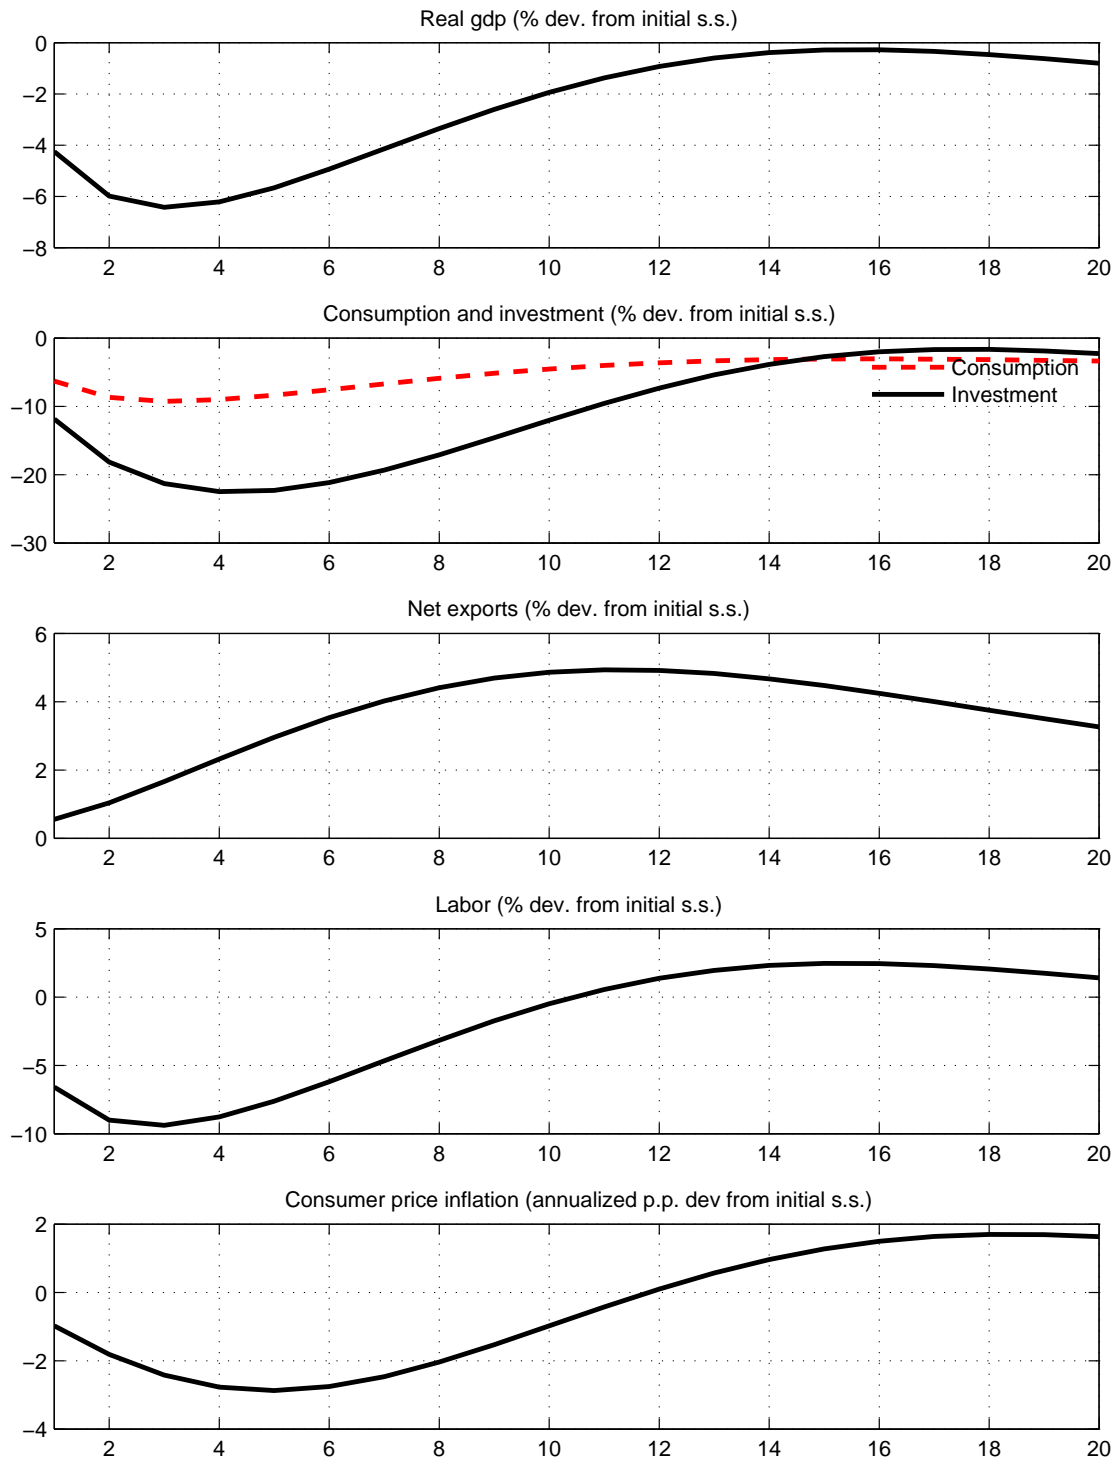 Real gdp (% dev. from initial s.s.)
0
−2
−4
−6
−8
2 4 6 8 10 12 14 16 18 20
Consumption and investment (% dev. from initial s.s.)
0
−10
−20
−30
Consumption
Investment
2 4 6 8 10 12 14 16 18 20
Net exports (% dev. from initial s.s.)
6
4
2
0
2 4 6 8 10 12 14 16 18 20
Labor (% dev. from initial s.s.)
5
0
−5
−10
2 4 6 8 10 12 14 16 18 20
Consumer price inflation (annualized p.p. dev from initial s.s.)
2
0
−2
−4
2 4 6 8 10 12 14 16 18 20